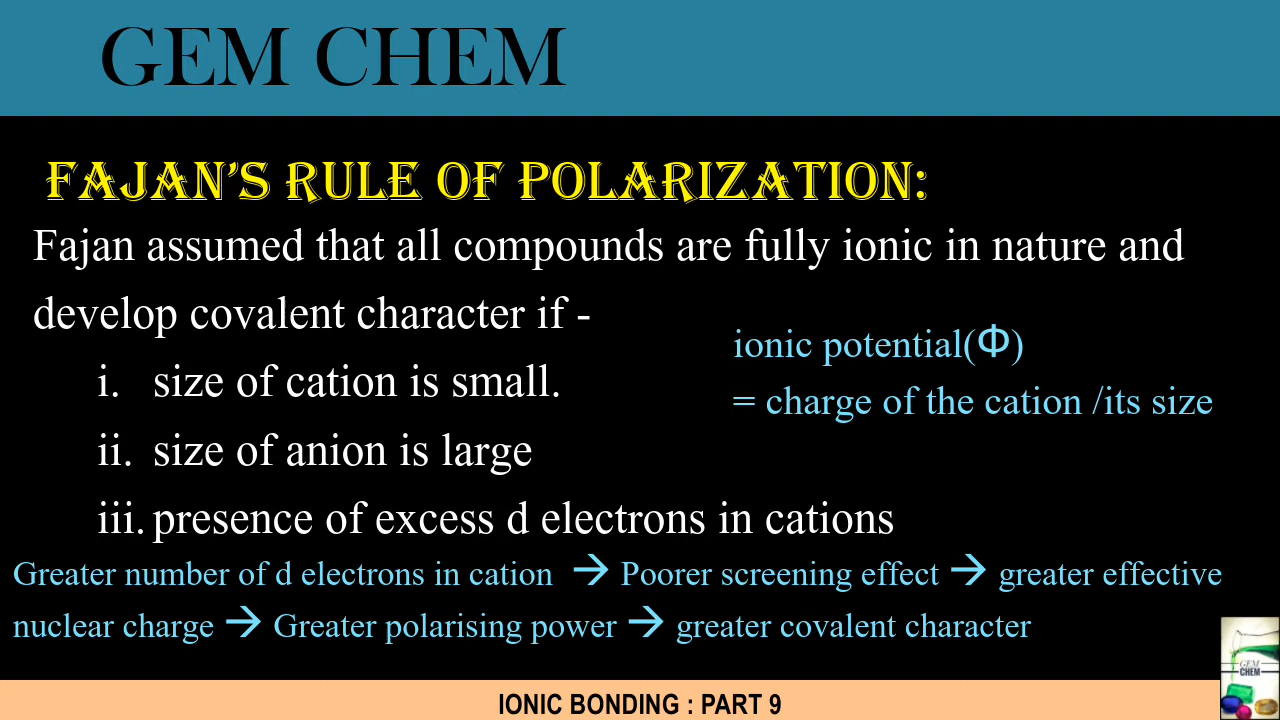 GEM CHEM
FAJAN'S RULE OF POLARIZATION:
Fajan assumed that all compounds are fully ionic in nature and
develop covalent character if -
ionic potential(Φ)
= charge of the cation /its size
i. size of cation is small.
ii. size of anion is large
iii. presence of excess d electrons in cations
Greater number of d electrons in cation → Poorer screening effect → greater effective
nuclear charge → Greater polarising power → greater covalent character
GEM
CHEM
IONIC BONDING : PART 9